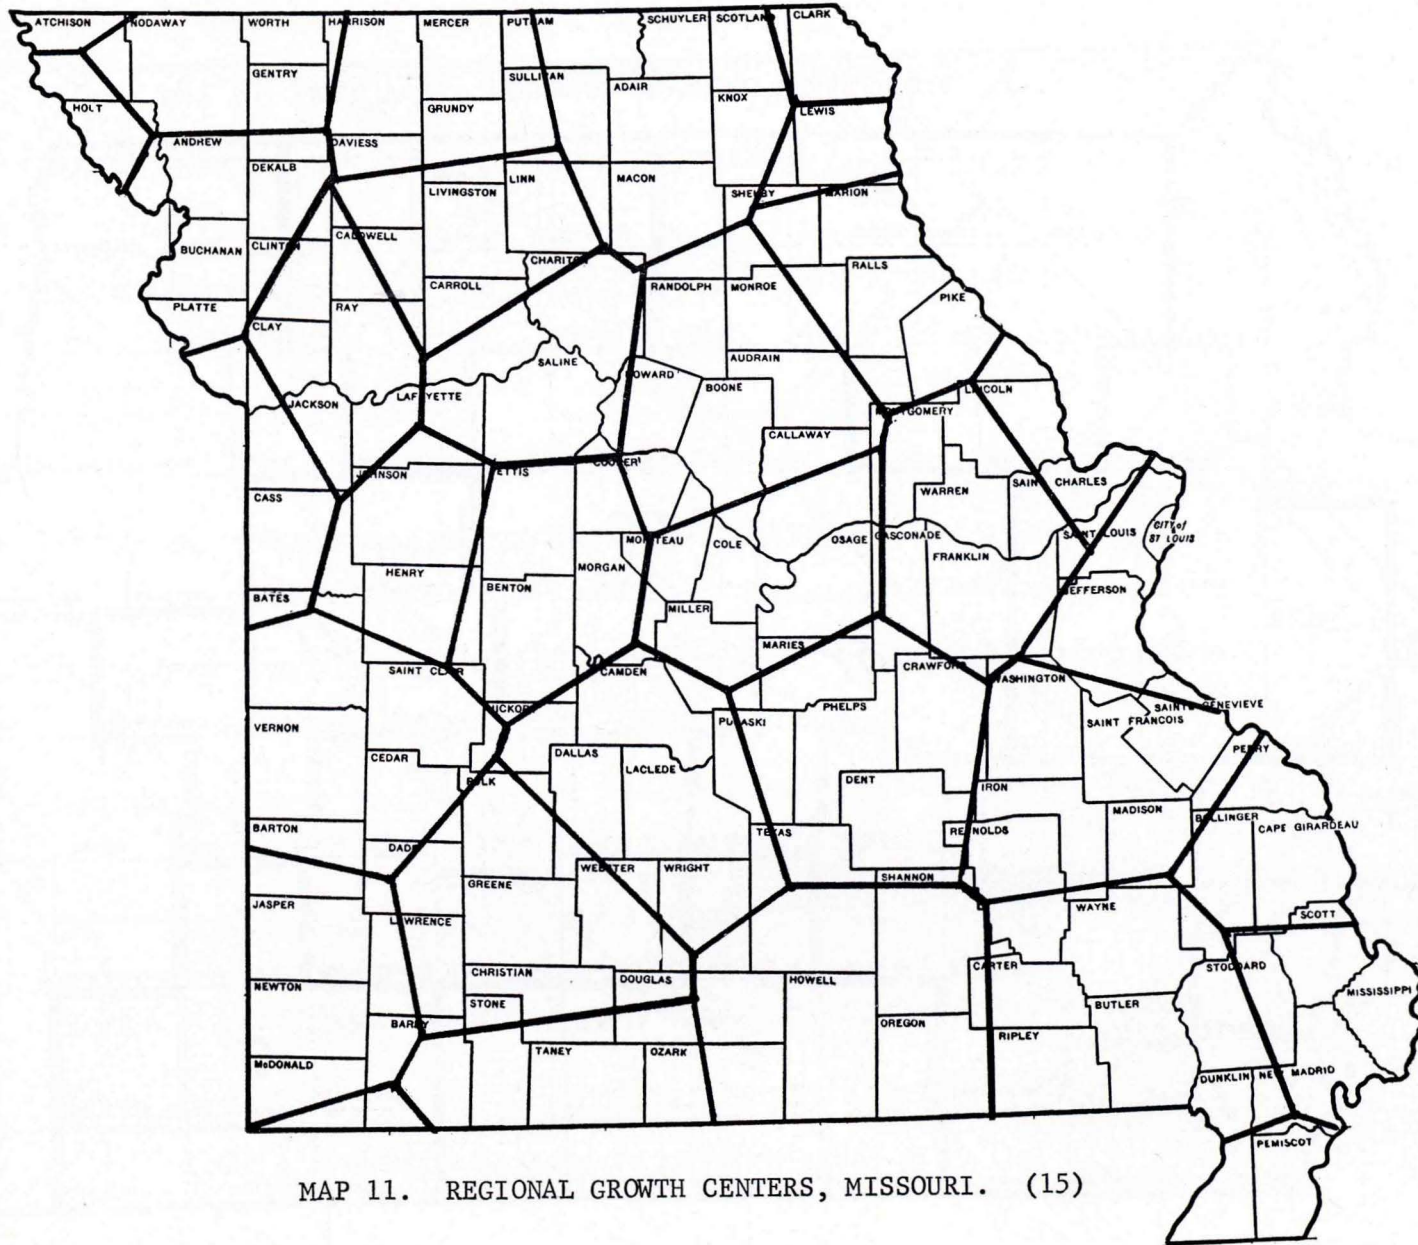 ATCHISON
NODAWAY
WORTH
HARRISON
MERCER
PUTNAM
SCHUYLER
SCOTLAND
CLARK
GENTRY
SULLIVAN
ADAIR
KNOX
LEWIS
HOLT
GRUNDY
ANDREW
DAVIESS
DEKALB
LIVINGSTON
LINN
MACON
SHELBY
MARION
BUCHANAN
CLINTON
CALDWELL
CHARITON
RANDOLPH
MONROE
RALLS
PIKE
CARROLL
PLATTE
CLAY
RAY
SALINE
AUDRAIN
HOWARD
BOONE
LINCOLN
JACKSON
LAFAYETTE
MONTGOMERY
CALLAWAY
CASS
JOHNSON
PETTIS
COOPER
WARREN
SAINT CHARLES
MONITEAU
COLE
OSAGE
GASCONADE
FRANKLIN
SAINT LOUIS
CITY of
ST LOUIS
HENRY
BENTON
MORGAN
BATES
MILLER
JEFFERSON
MARIES
SAINT CLAIR
CAMDEN
CRAWFORD
WASHINGTON
VERNON
HICKORY
PULASKI
PHELPS
SAINTE GENEVIEVE
SAINT FRANCOIS
CEDAR
POLK
DALLAS
LACLEDE
DENT
IRON
PERRY
BARTON
DADE
TEXAS
REYNOLDS
MADISON
BOLLINGER
CAPE GIRARDEAU
JASPER
LAWRENCE
GREENE
WEBSTER
WRIGHT
SHANNON
WAYNE
SCOTT
NEWTON
CHRISTIAN
STONE
DOUGLAS
HOWELL
CARTER
STODDARD
MISSISSIPPI
BARRY
OREGON
BUTLER
McDONALD
TANEY
OZARK
RIPLEY
DUNKLIN
NEW MADRID
PEMISCOT
MAP 11. REGIONAL GROWTH CENTERS, MISSOURI. (15)